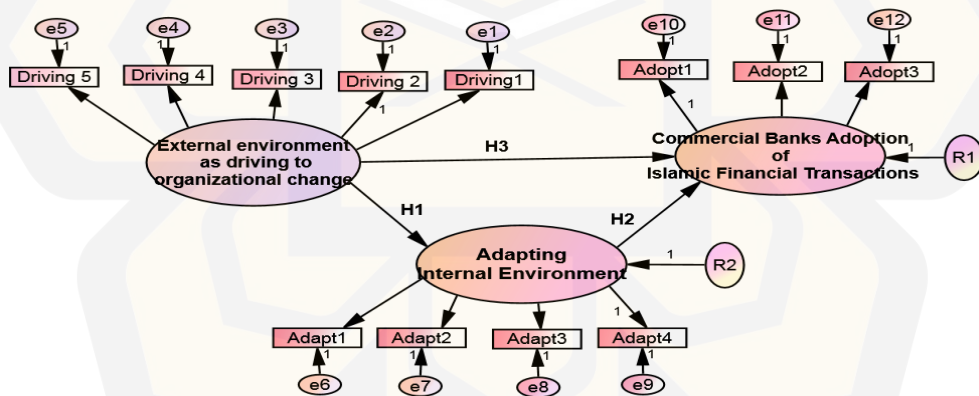 e5 e4 e3 e2 e1 e10 e11 e12
1 1 1 1 1 1 1 1
Driving 5 Driving 4 Driving 3 Driving 2 Driving1 Adopt1 Adopt2 Adopt3
1 1
External environment
as driving to
organizational change
H3
Commercial Banks Adoption
of
Islamic Financial Transactions
1
R1
H1
H2
Adapting
Internal Environment
1
R2
1
Adapt1 Adapt2 Adapt3 Adapt4
1 1 1 1
e6 e7 e8 e9